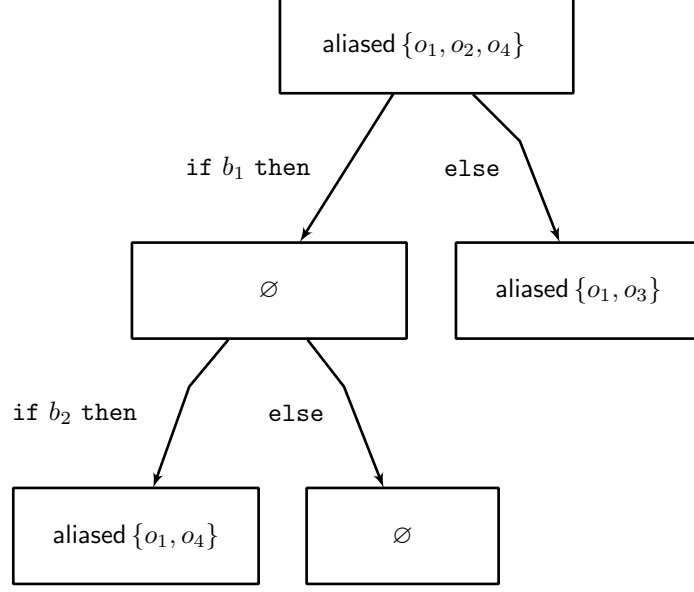 aliased {o₁, o₂, o₄}
if b₁ then
else
∅
aliased {o₁, o₃}
if b₂ then
else
aliased {o₁, o₄}
∅